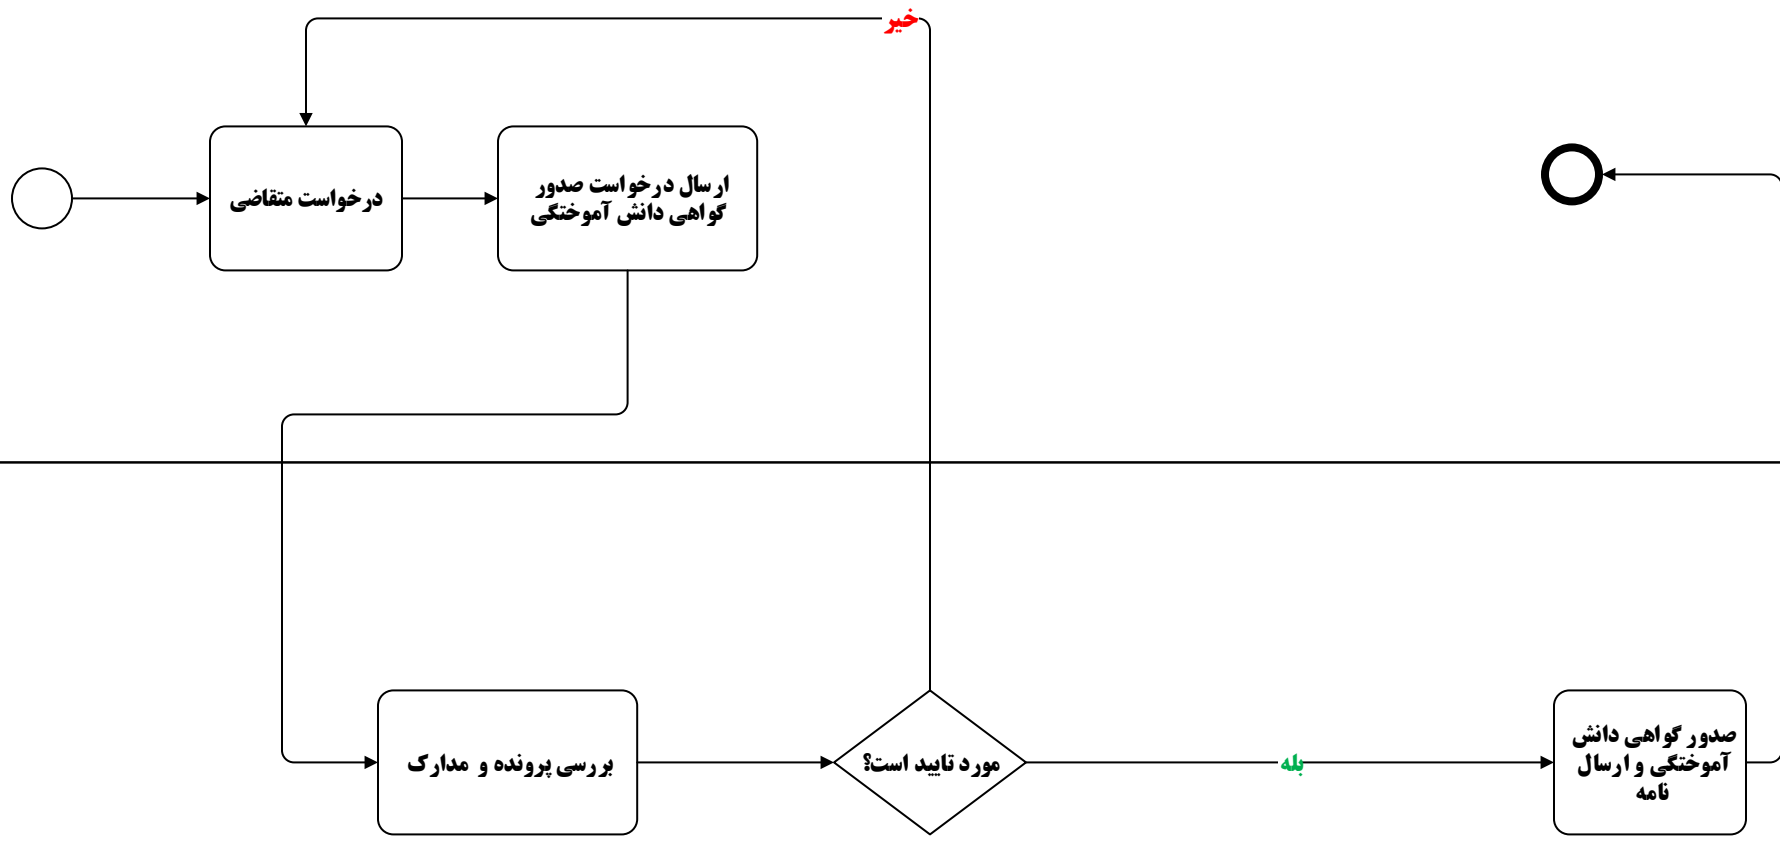 خیر
درخواست متقاضی
ارسال درخواست صدور
گواهی دانش آموختگی
بررسی پرونده و مدارک
مورد تایید است؟
بله
صدور گواهی دانش
آموختگی و ارسال
نامه